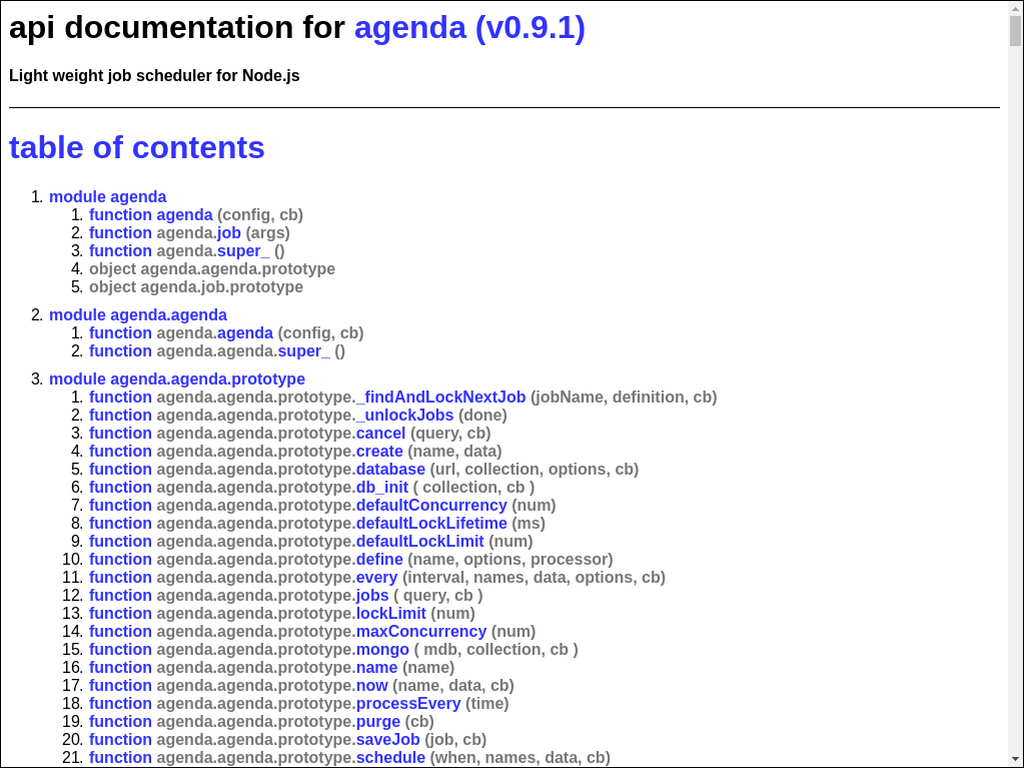 api documentation for agenda (v0.9.1)
Light weight job scheduler for Node.js
table of contents
1. module agenda
1. function agenda (config, cb)
2. function agenda.job (args)
3. function agenda.super_ ()
4. object agenda.agenda.prototype
5. object agenda.job.prototype
2. module agenda.agenda
1. function agenda.agenda (config, cb)
2. function agenda.agenda.super_ ()
3. module agenda.agenda.prototype
1. function agenda.agenda.prototype._findAndLockNextJob (jobName, definition, cb)
2. function agenda.agenda.prototype._unlockJobs (done)
3. function agenda.agenda.prototype.cancel (query, cb)
4. function agenda.agenda.prototype.create (name, data)
5. function agenda.agenda.prototype.database (url, collection, options, cb)
6. function agenda.agenda.prototype.db_init ( collection, cb )
7. function agenda.agenda.prototype.defaultConcurrency (num)
8. function agenda.agenda.prototype.defaultLockLifetime (ms)
9. function agenda.agenda.prototype.defaultLockLimit (num)
10. function agenda.agenda.prototype.define (name, options, processor)
11. function agenda.agenda.prototype.every (interval, names, data, options, cb)
12. function agenda.agenda.prototype.jobs ( query, cb )
13. function agenda.agenda.prototype.lockLimit (num)
14. function agenda.agenda.prototype.maxConcurrency (num)
15. function agenda.agenda.prototype.mongo ( mdb, collection, cb )
16. function agenda.agenda.prototype.name (name)
17. function agenda.agenda.prototype.now (name, data, cb)
18. function agenda.agenda.prototype.processEvery (time)
19. function agenda.agenda.prototype.purge (cb)
20. function agenda.agenda.prototype.saveJob (job, cb)
21. function agenda.agenda.prototype.schedule (when, names, data, cb)